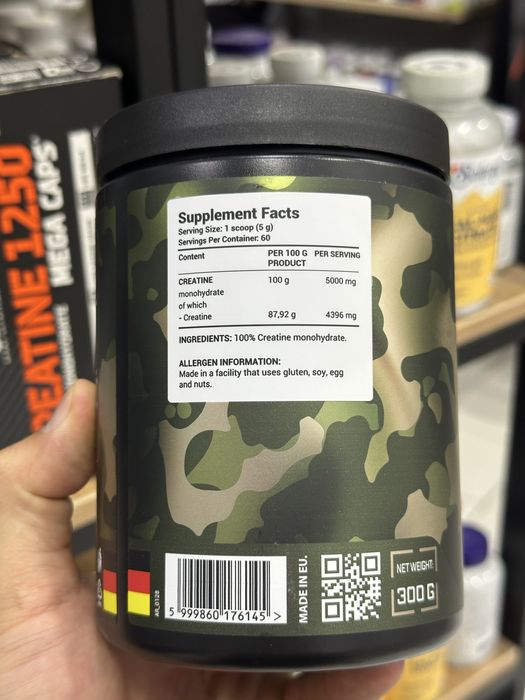 CREATINE 1250
MEGA CAPS
Supplement Facts
Serving Size: 1 scoop (5 g)
Servings Per Container: 60
Content PER 100 G PER SERVING
PRODUCT
CREATINE 100 g 5000 mg
monohydrate
of which
- Creatine 87,92 g 4396 mg
INGREDIENTS: 100% Creatine monohydrate.
ALLERGEN INFORMATION:
Made in a facility that uses gluten, soy, egg
and nuts.
AR_0128
5 999860 176145 >
MADE IN EU.
NET WEIGHT:
300 G